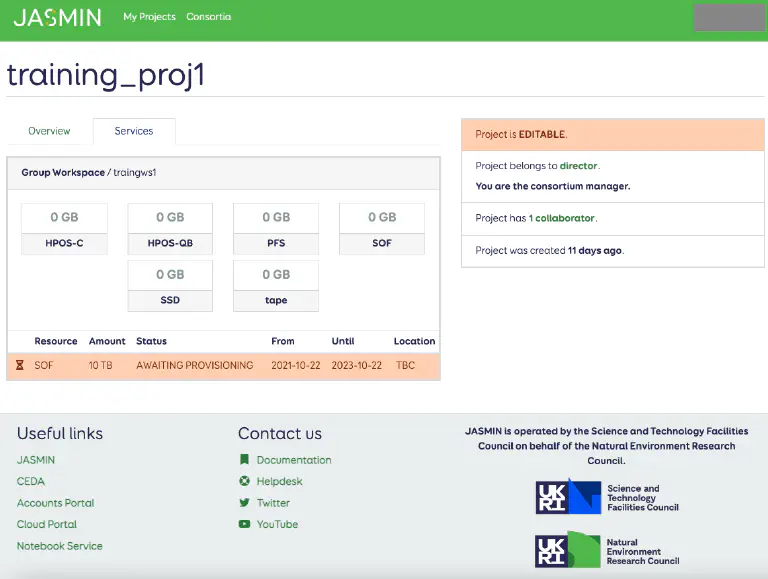 JASMIN My Projects Consortia
training_proj1
Overview Services
Group Workspace / traingws1
0 GB 0 GB 0 GB 0 GB
HPOS-C HPOS-QB PFS SOF
0 GB 0 GB
SSD tape
Resource Amount Status From Until Location
SOF 10 TB AWAITING PROVISIONING 2021-10-22 2023-10-22 TBC
Project is EDITABLE.
Project belongs to director.
You are the consortium manager.
Project has 1 collaborator.
Project was created 11 days ago.
Useful links
JASMIN
CEDA
Accounts Portal
Cloud Portal
Notebook Service
Contact us
Documentation
Helpdesk
Twitter
YouTube
JASMIN is operated by the Science and Technology Facilities
Council on behalf of the Natural Environment Research
Council.
UKRI
Science and
Technology
Facilities Council
UKRI
Natural
Environment
Research Council